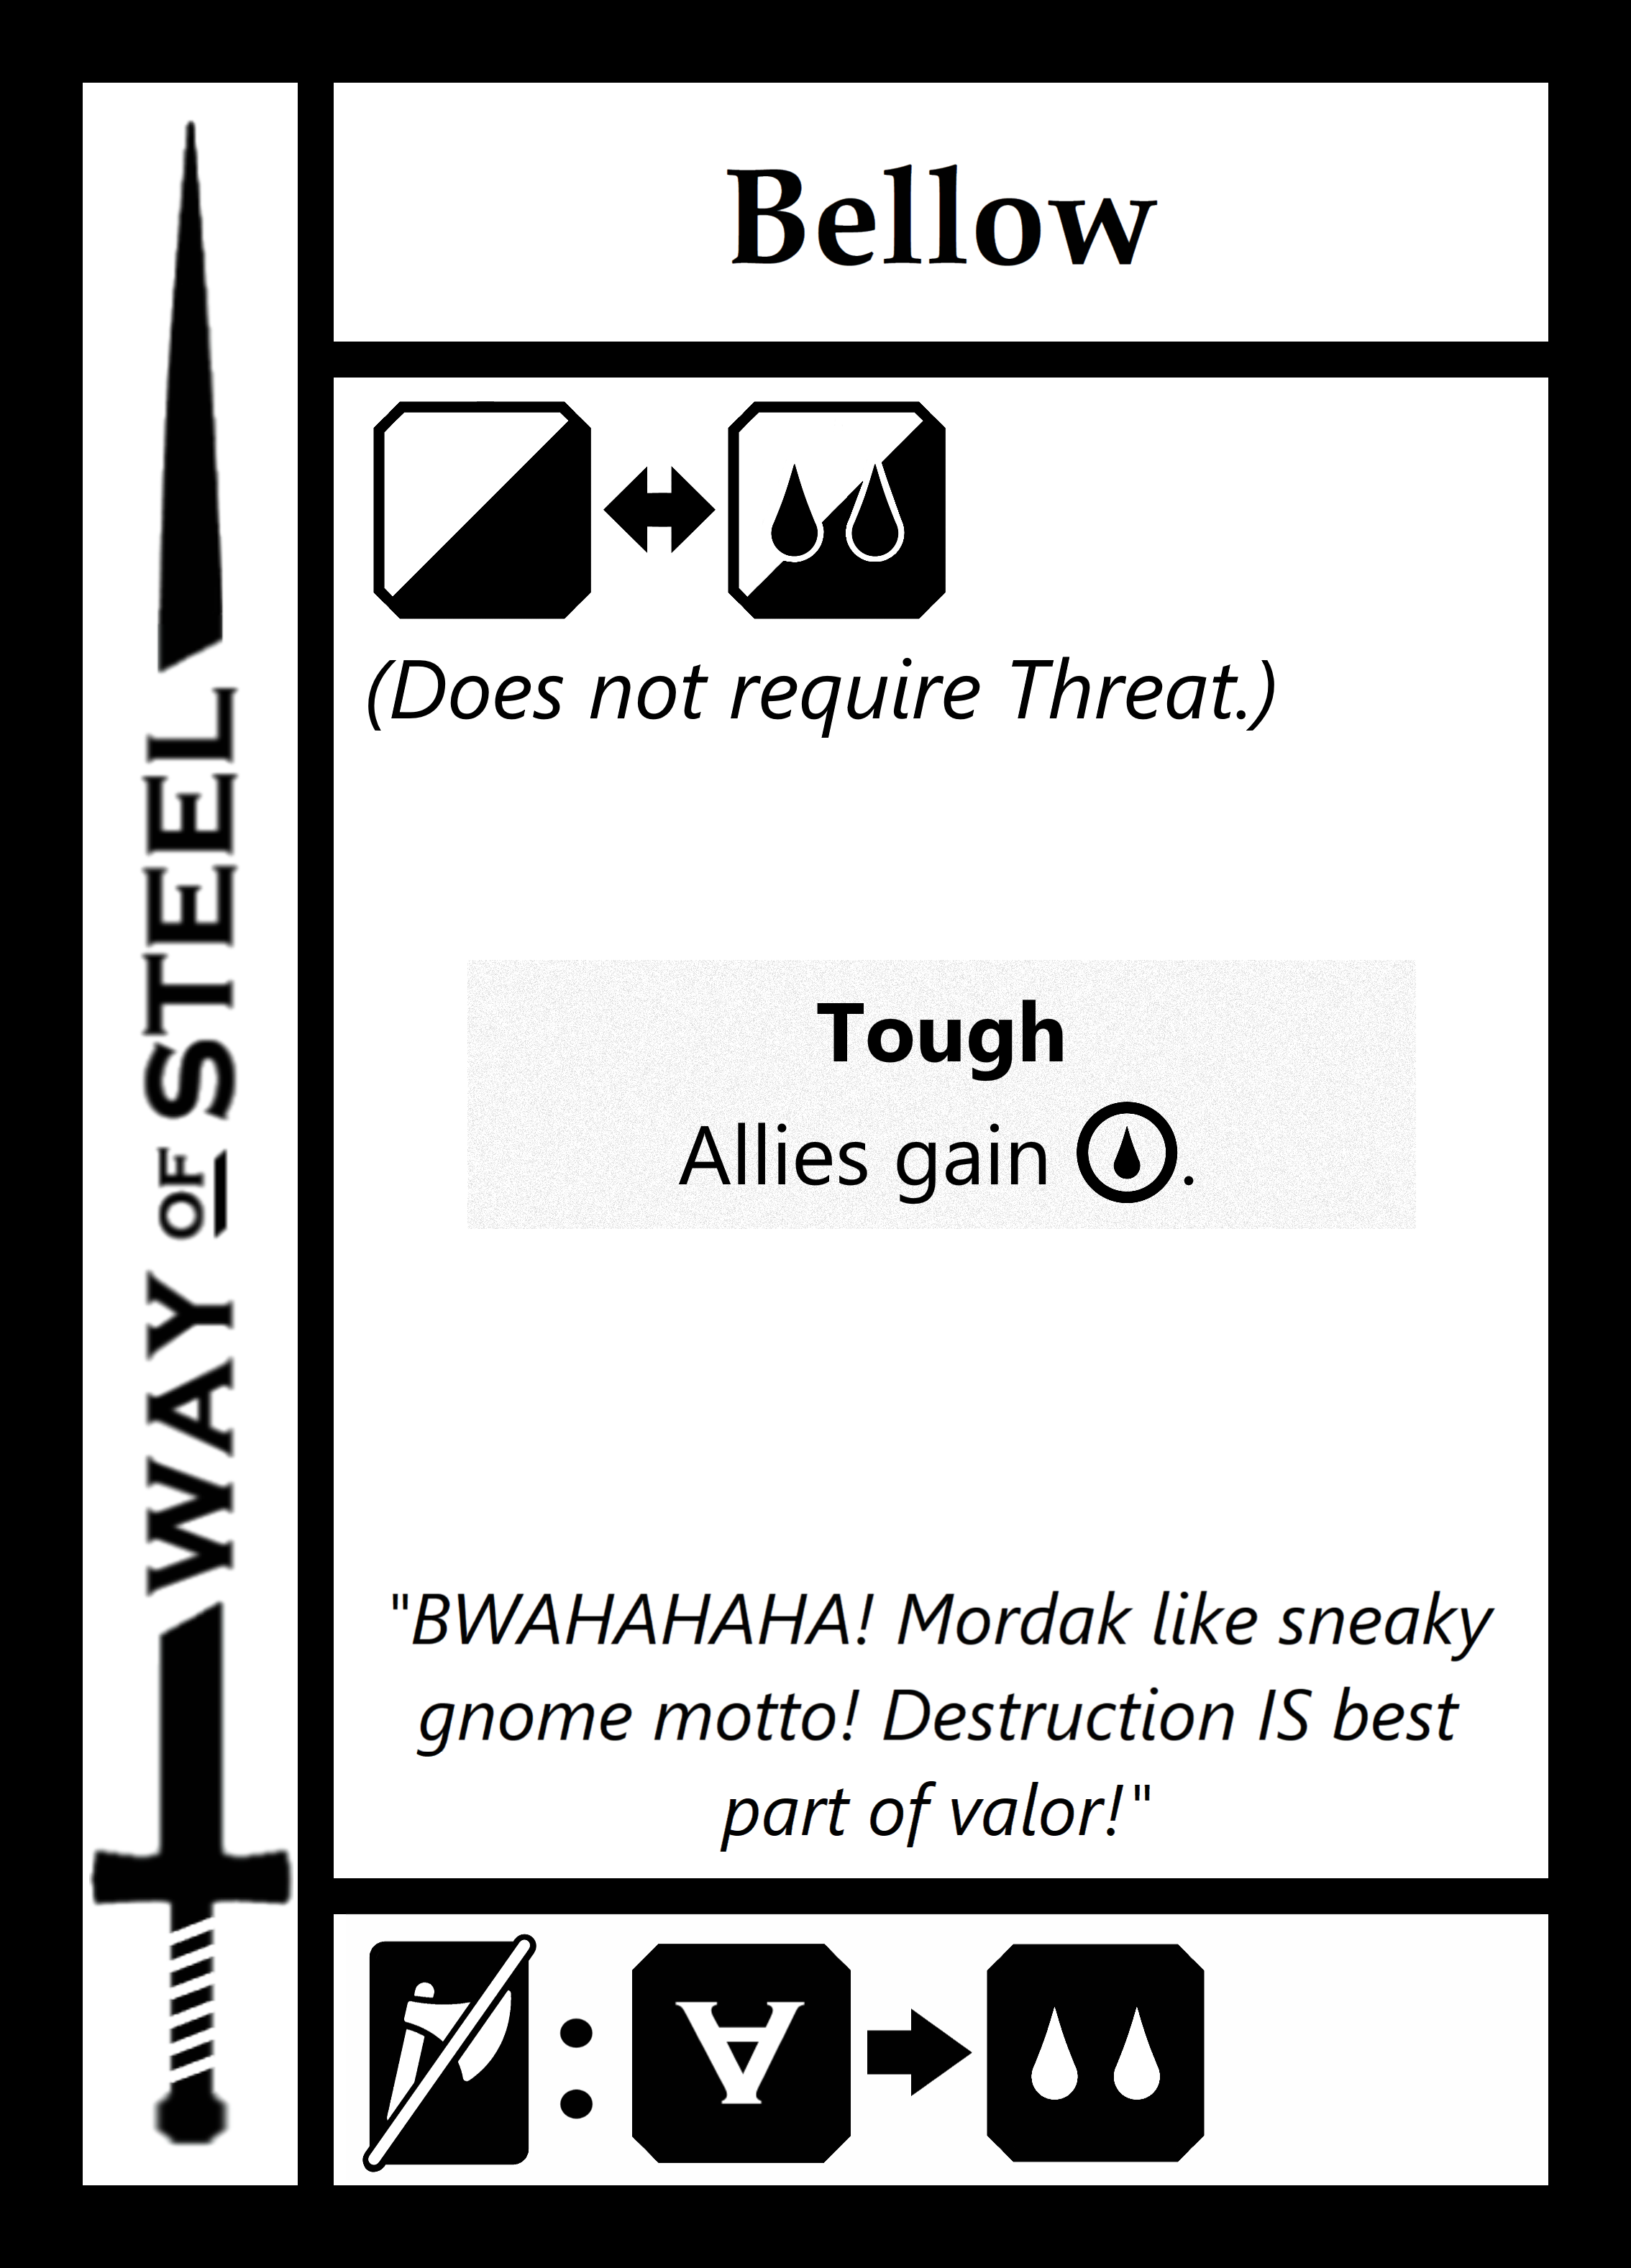 WAY OF STEEL
Bellow
(Does not require Threat.)
Tough
Allies gain .
"BWAHAHAHA! Mordak like sneaky
gnome motto! Destruction IS best
part of valor!"
∀